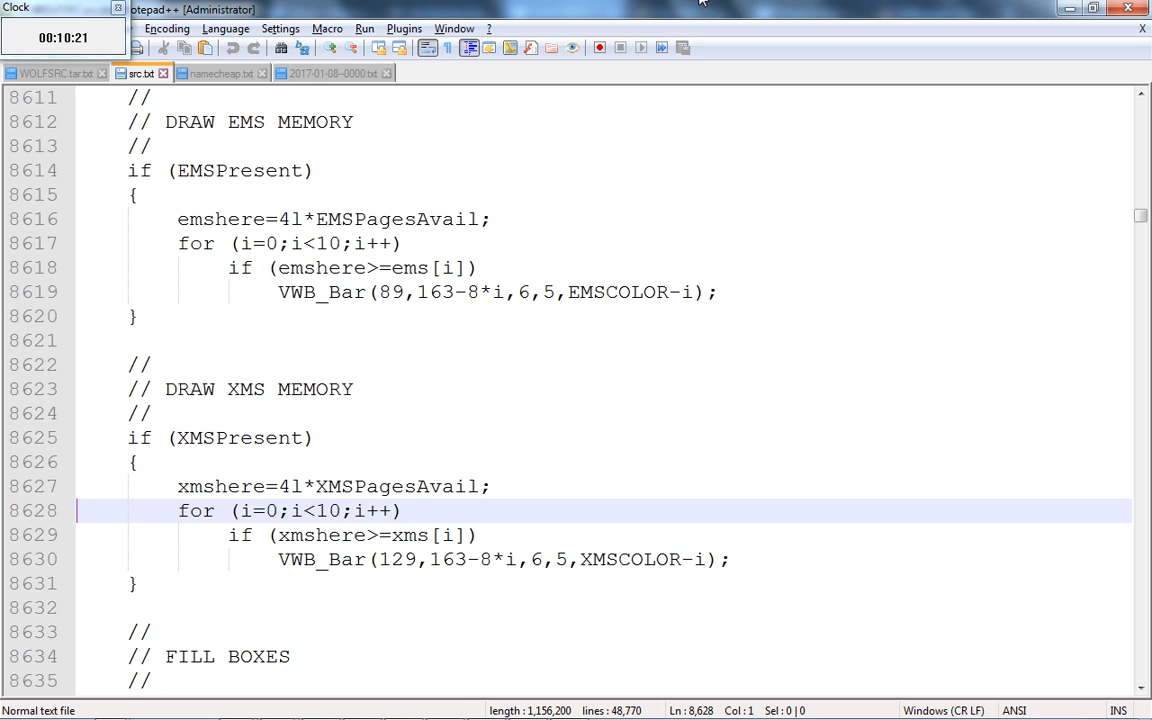 Clock
00:10:21
otepad++ [Administrator]
Encoding Language Settings Macro Run Plugins Window ?
X
WOLFSRC.tar.txt src.txt namecheap.txt 2017-01-08--0000.txt
8611 //
8612 // DRAW EMS MEMORY
8613 //
8614 if (EMSPresent)
8615 {
8616 emshere=4l*EMSPagesAvail;
8617 for (i=0;i<10;i++)
8618 if (emshere>=ems[i])
8619 VWB_Bar(89,163-8*i,6,5,EMSCOLOR-i);
8620 }
8621
8622 //
8623 // DRAW XMS MEMORY
8624 //
8625 if (XMSPresent)
8626 {
8627 xmshere=4l*XMSPagesAvail;
8628 for (i=0;i<10;i++)
8629 if (xmshere>=xms[i])
8630 VWB_Bar(129,163-8*i,6,5,XMSCOLOR-i);
8631 }
8632
8633 //
8634 // FILL BOXES
8635 //
Normal text file length : 1,156,200 lines : 48,770 Ln : 8,628 Col : 1 Sel : 0 | 0 Windows (CR LF) ANSI INS